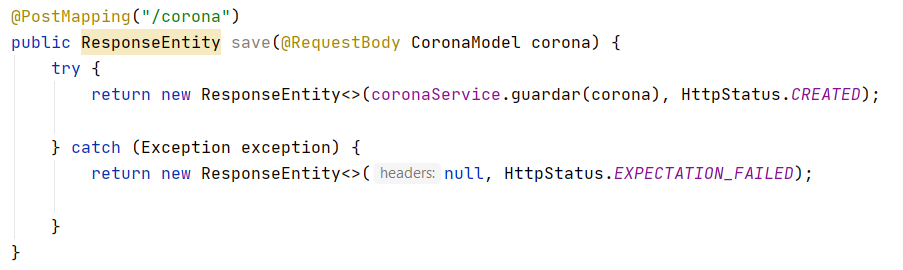 @PostMapping("/corona")
public ResponseEntity save(@RequestBody CoronaModel corona) {
    try {
        return new ResponseEntity<>(coronaService.guardar(corona), HttpStatus.CREATED);
    } catch (Exception exception) {
        return new ResponseEntity<>( headers: null, HttpStatus.EXPECTATION_FAILED);
    }
}